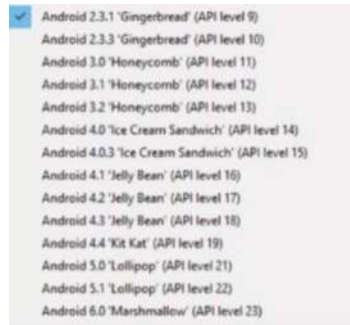 Android 2.3.1 'Gingerbread' (API level 9)
Android 2.3.3 'Gingerbread' (API level 10)
Android 3.0 'Honeycomb' (API level 11)
Android 3.1 'Honeycomb' (API level 12)
Android 3.2 'Honeycomb' (API level 13)
Android 4.0 'Ice Cream Sandwich' (API level 14)
Android 4.0.3 'Ice Cream Sandwich' (API level 15)
Android 4.1 'Jelly Bean' (API level 16)
Android 4.2 'Jelly Bean' (API level 17)
Android 4.3 'Jelly Bean' (API level 18)
Android 4.4 'Kit Kat' (API level 19)
Android 5.0 'Lollipop' (API level 21)
Android 5.1 'Lollipop' (API level 22)
Android 6.0 'Marshmallow' (API level 23)